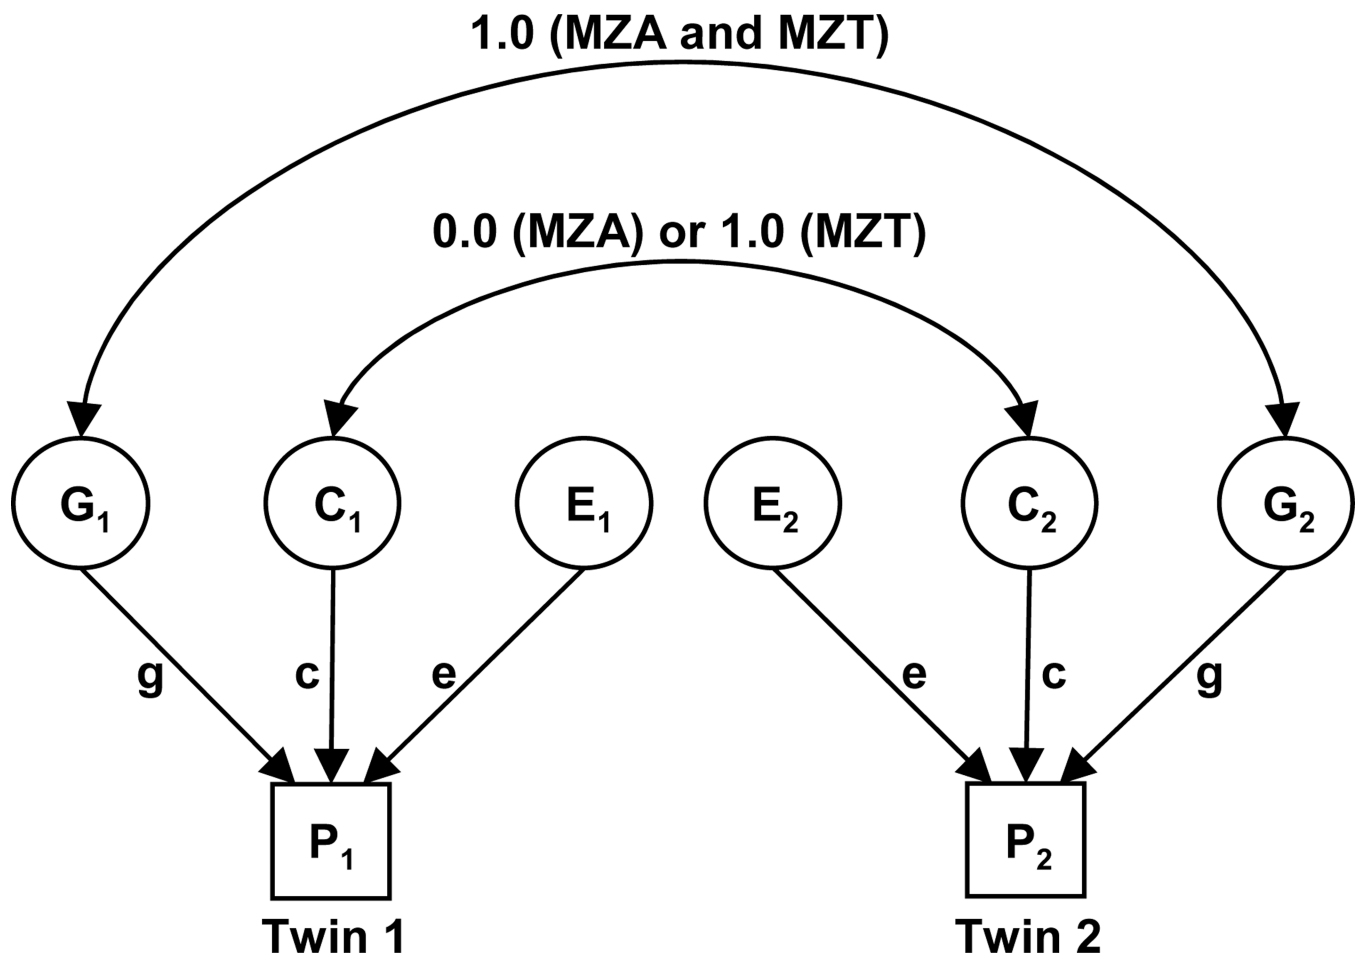 1.0 (MZA and MZT)
0.0 (MZA) or 1.0 (MZT)
G1 C1 E1 E2 C2 G2
g c e e c g
P1 P2
Twin 1 Twin 2